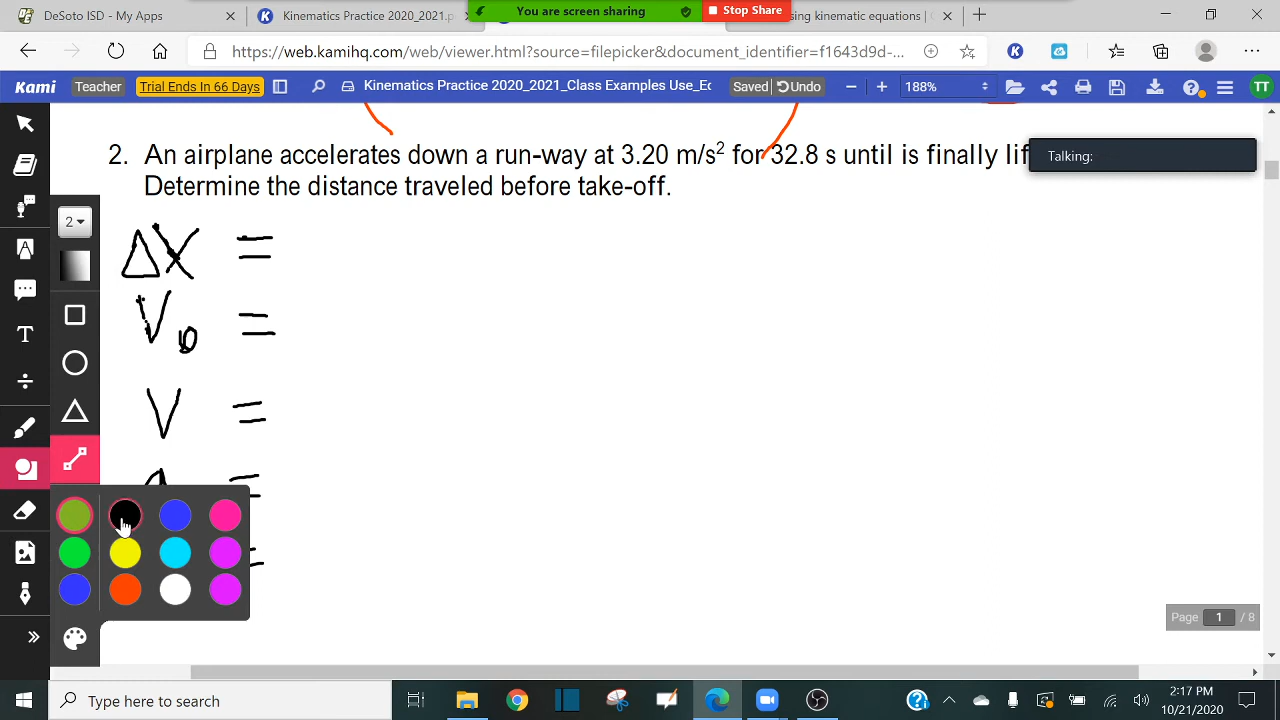 BED - My Apps
Kinematics Practice 2020_2021.p
You are screen sharing
Stop Share
sing kinematic equations (
https://web.kamihq.com/web/viewer.html?source=filepicker&document_identifier=f1643d9d-...
Kami Teacher Trial Ends In 66 Days Kinematics Practice 2020_2021_Class Examples Use_Ec Saved Undo 188% TT
2. An airplane accelerates down a run-way at 3.20 m/s² for 32.8 s until is finally lif
Talking:
Determine the distance traveled before take-off.
2
ΔX =
V₀ =
V =
=
=
Page 1 / 8
Type here to search
2:17 PM
10/21/2020